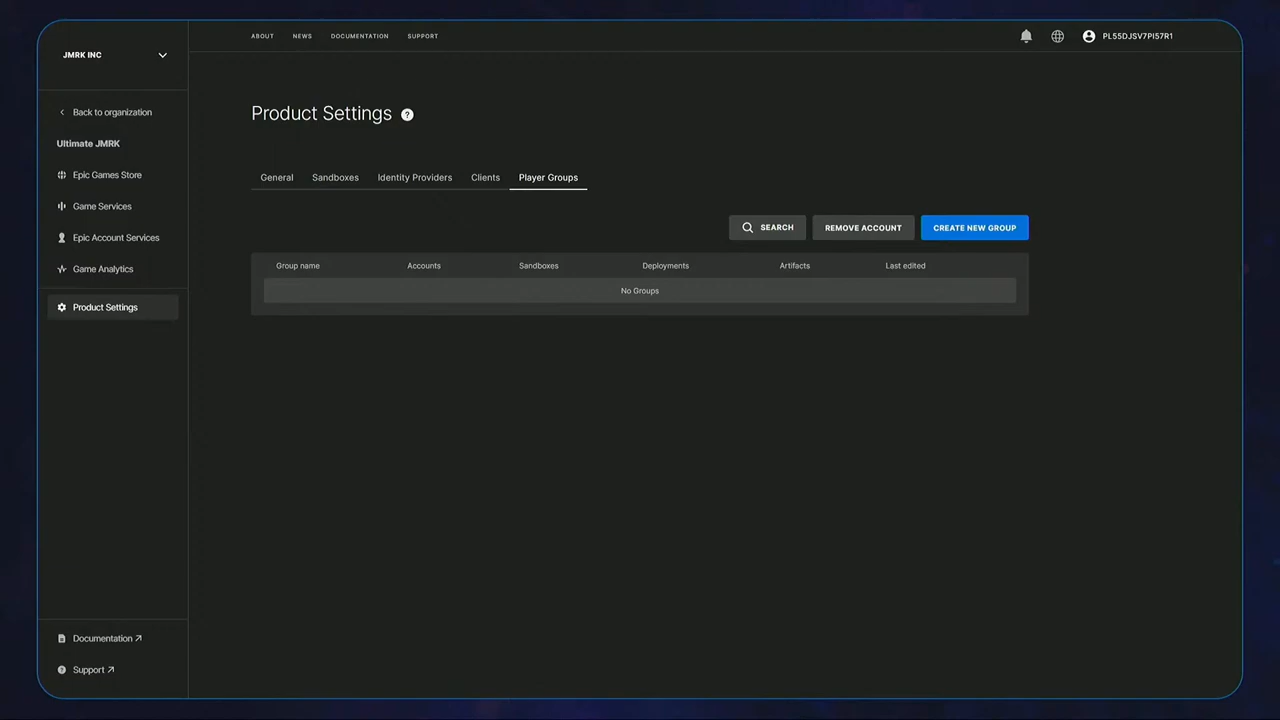 JMRK INC
ABOUT NEWS DOCUMENTATION SUPPORT
PL55DJSV7PI57R1
Back to organization
Ultimate JMRK
Epic Games Store
Game Services
Epic Account Services
Game Analytics
Product Settings
Documentation
Support
Product Settings ?
General Sandboxes Identity Providers Clients Player Groups
SEARCH REMOVE ACCOUNT CREATE NEW GROUP
Group name Accounts Sandboxes Deployments Artifacts Last edited
No Groups